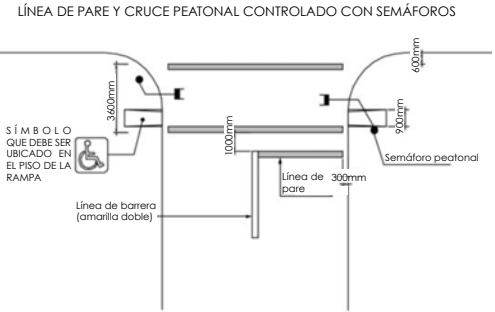 LÍNEA DE PARE Y CRUCE PEATONAL CONTROLADO CON SEMÁFOROS
600mm
3600mm
900mm
1000mm
SÍMBOLO
QUE DEBE SER
UBICADO EN
EL PISO DE LA
RAMPA
Semáforo peatonal
Línea de
pare
300mm
Línea de barrera
(amarilla doble)